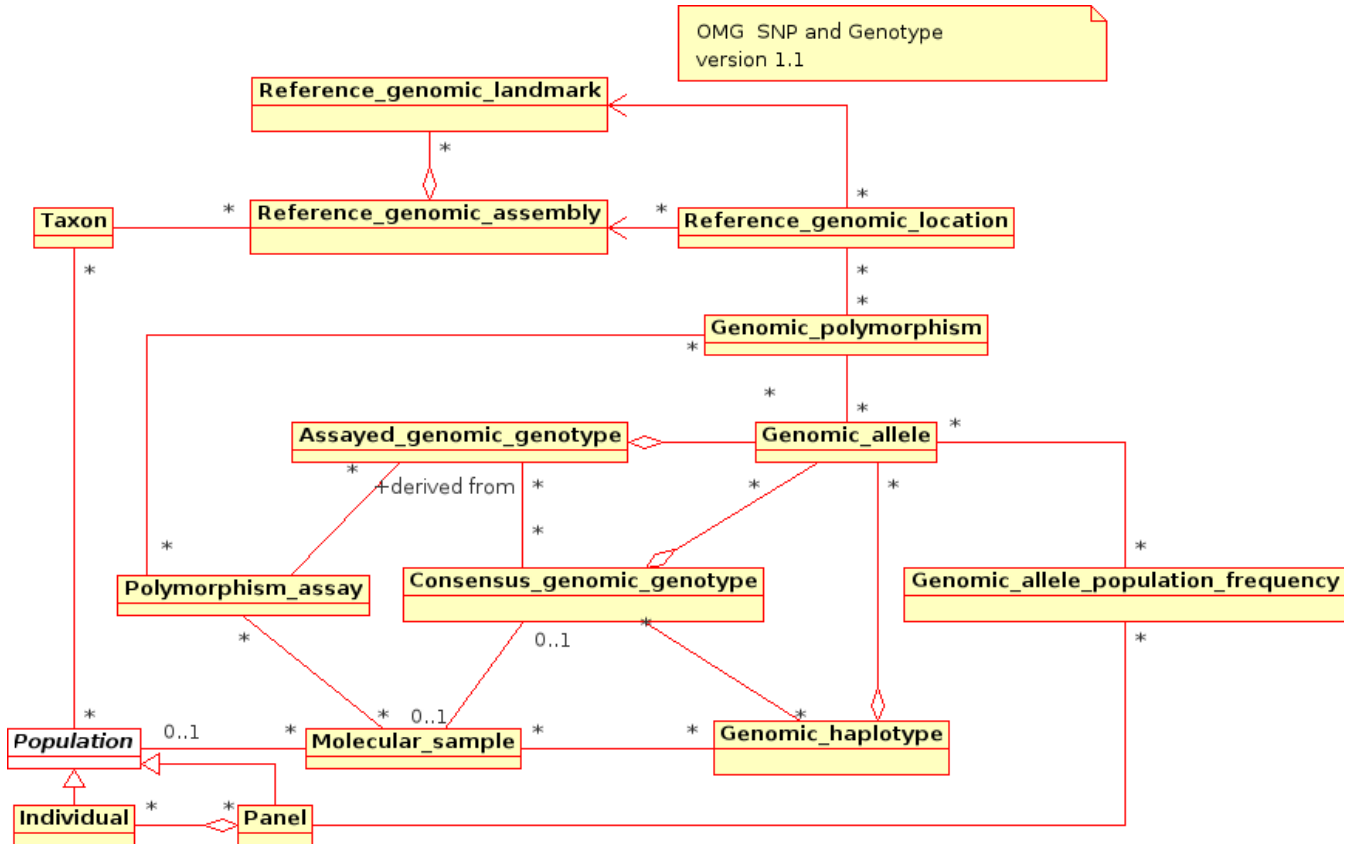 OMG  SNP and Genotype
version 1.1
Reference_genomic_landmark
*
*
Taxon
*
Reference_genomic_assembly
*
Reference_genomic_location
*
*
*
Genomic_polymorphism
*
*
*
Assayed_genomic_genotype
Genomic_allele
*
*
+derived from
*
*
*
*
*
*
Polymorphism_assay
Consensus_genomic_genotype
Genomic_allele_population_frequency
*
0..1
*
*
*
0..1
*
*
Population
0..1
*
Molecular_sample
*
*
Genomic_haplotype
Individual
*
*
Panel